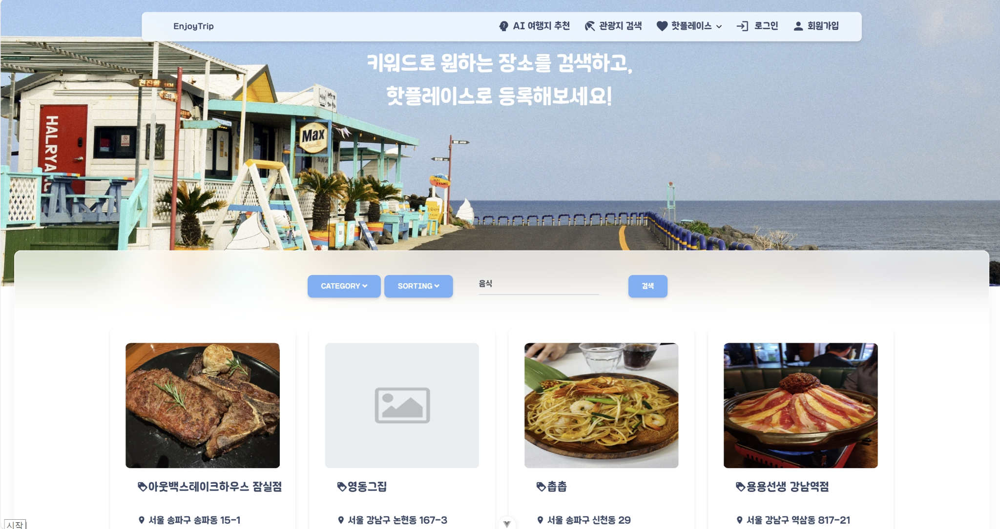 EnjoyTrip
AI 여행지 추천
관광지 검색
핫플레이스
로그인
회원가입
키워드로 원하는 장소를 검색하고,
핫플레이스로 등록해보세요!
1KM
HALRYA
Max
HAL
RYANG
CATEGORY
SORTING
음식
검색
아웃백스테이크하우스 잠실점
영동그집
촙촙
용용선생 강남역점
서울 송파구 송파동 15-1
서울 강남구 논현동 167-3
서울 송파구 신천동 29
서울 강남구 역삼동 817-21
시작